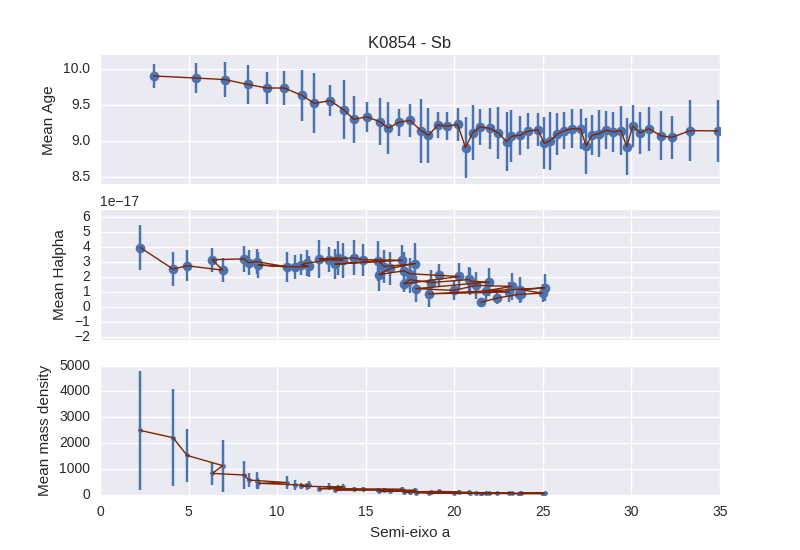 K0854 - Sb
10.0
9.5
9.0
8.5
Mean Age
1e−17
6
5
4
3
2
1
0
−1
−2
Mean Halpha
5000
4000
3000
2000
1000
0
Mean mass density
0 5 10 15 20 25 30 35
Semi-eixo a